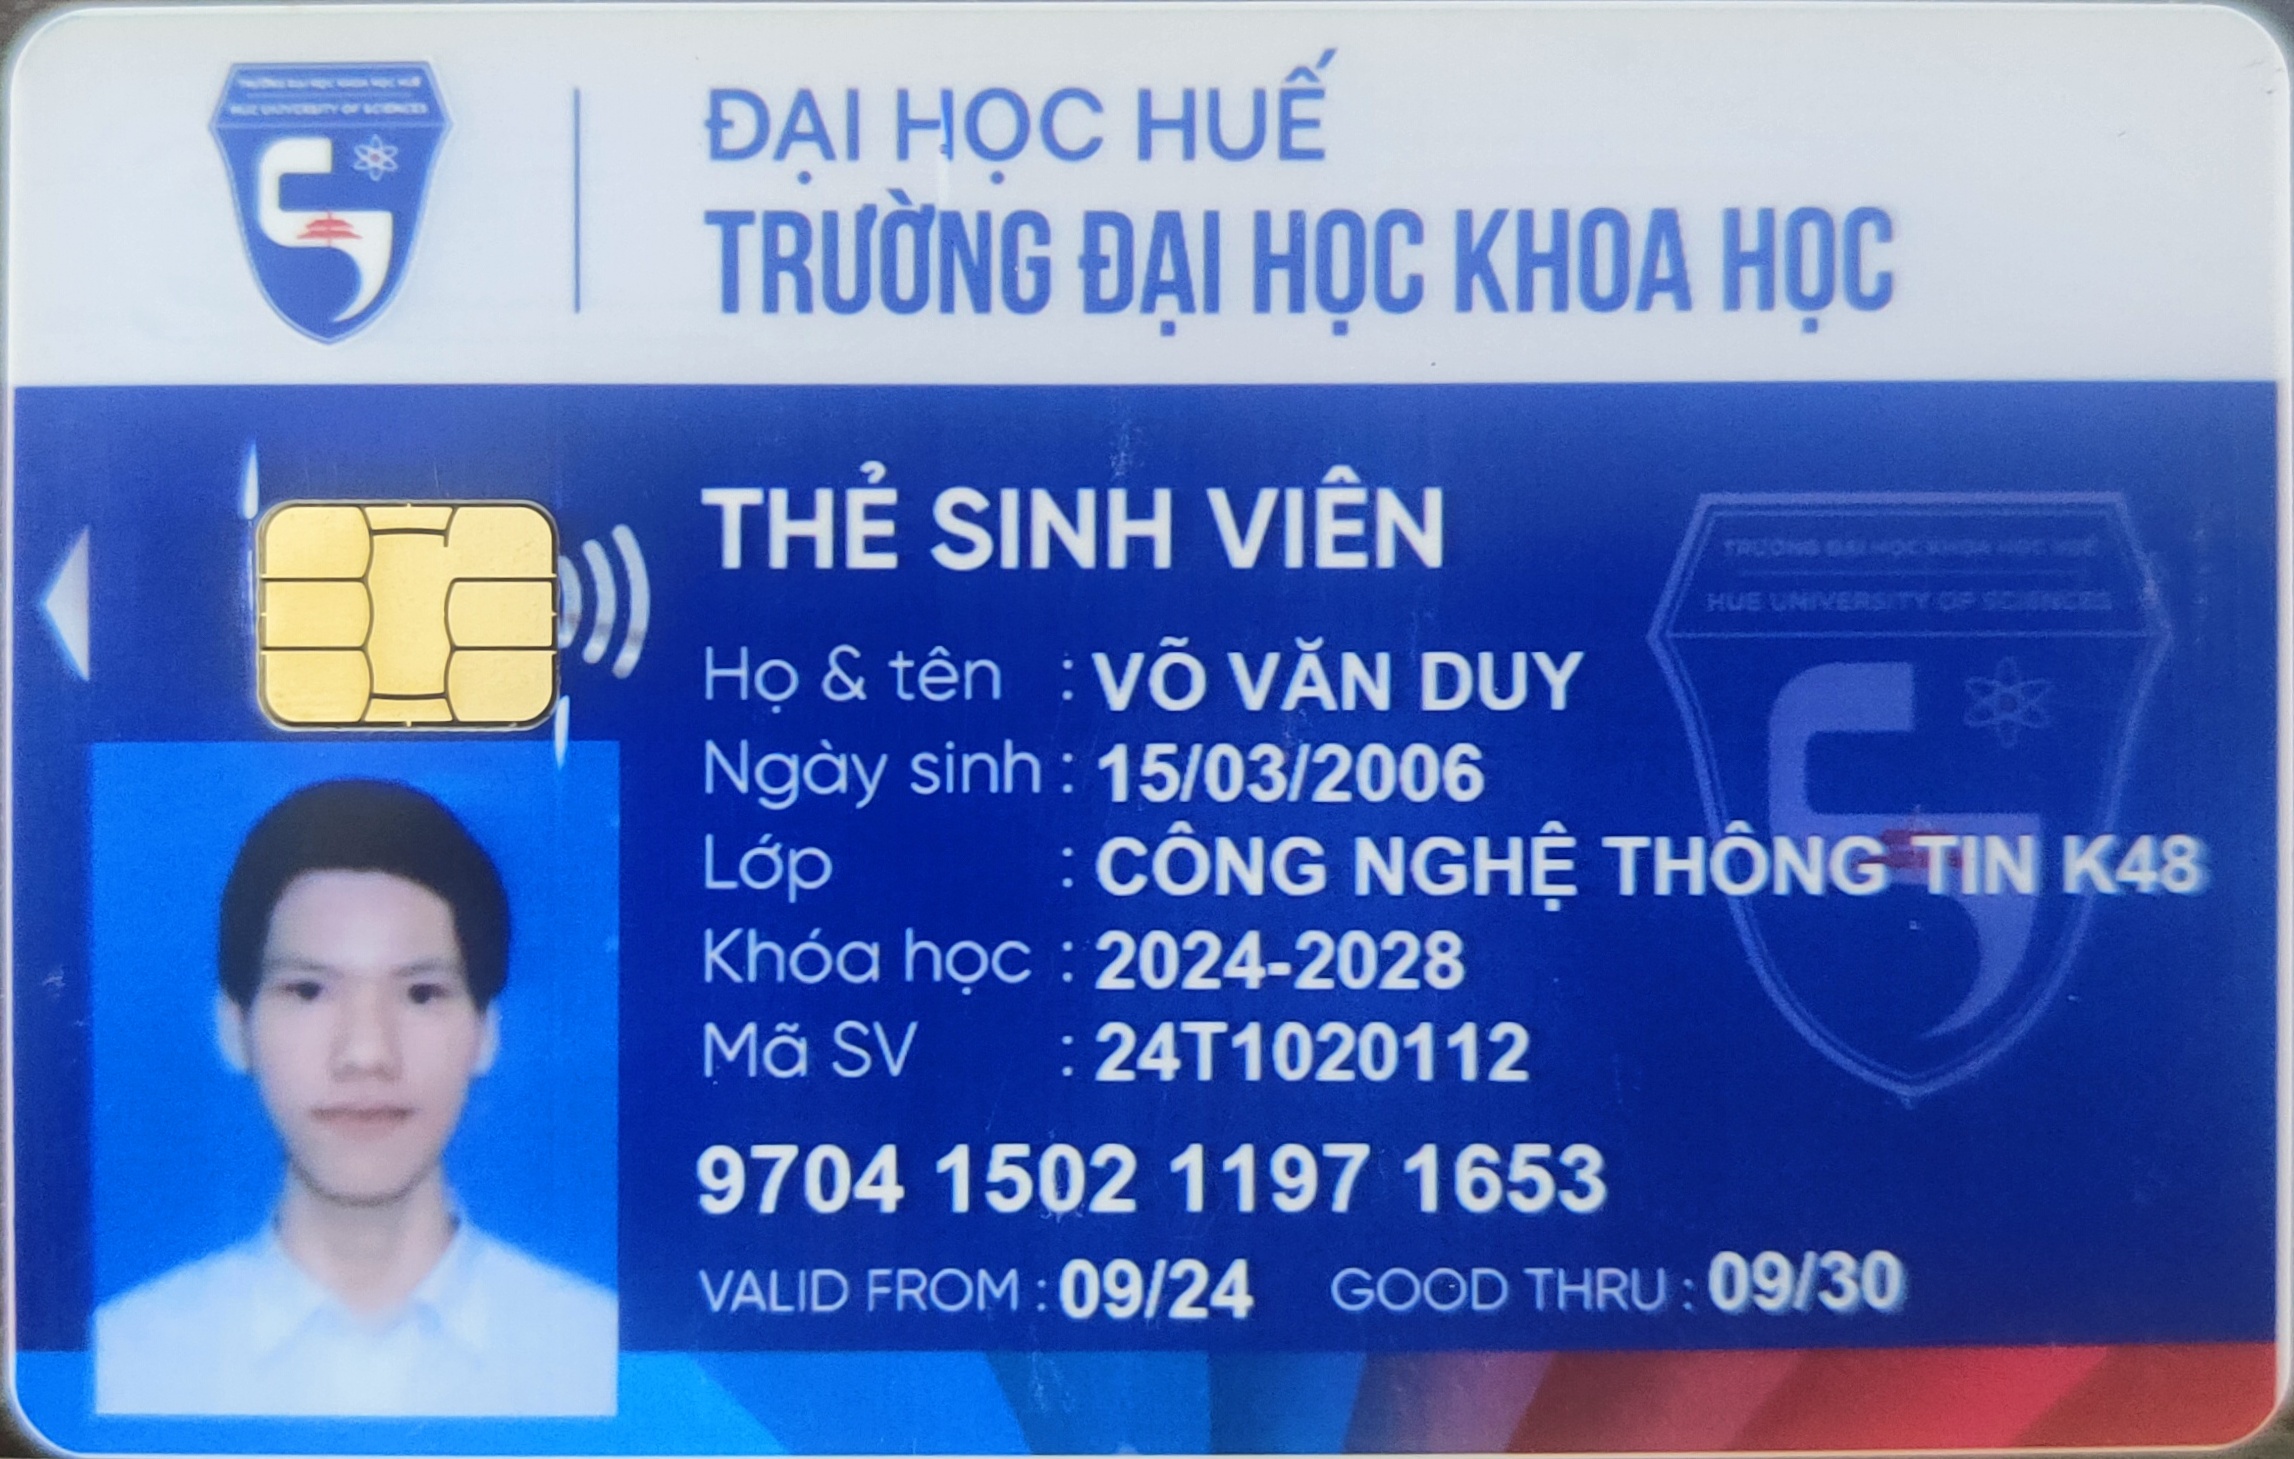 TRƯỜNG ĐẠI HỌC KHOA HỌC HUẾ
HUE UNIVERSITY OF SCIENCES
ĐẠI HỌC HUẾ
TRƯỜNG ĐẠI HỌC KHOA HỌC
THẺ SINH VIÊN
TRƯỜNG ĐẠI HỌC KHOA HỌC HUẾ
HUE UNIVERSITY OF SCIENCES
Họ & tên : VÕ VĂN DUY
Ngày sinh : 15/03/2006
Lớp : CÔNG NGHỆ THÔNG TIN K48
Khóa học : 2024-2028
Mã SV : 24T1020112
9704 1502 1197 1653
VALID FROM : 09/24 GOOD THRU : 09/30